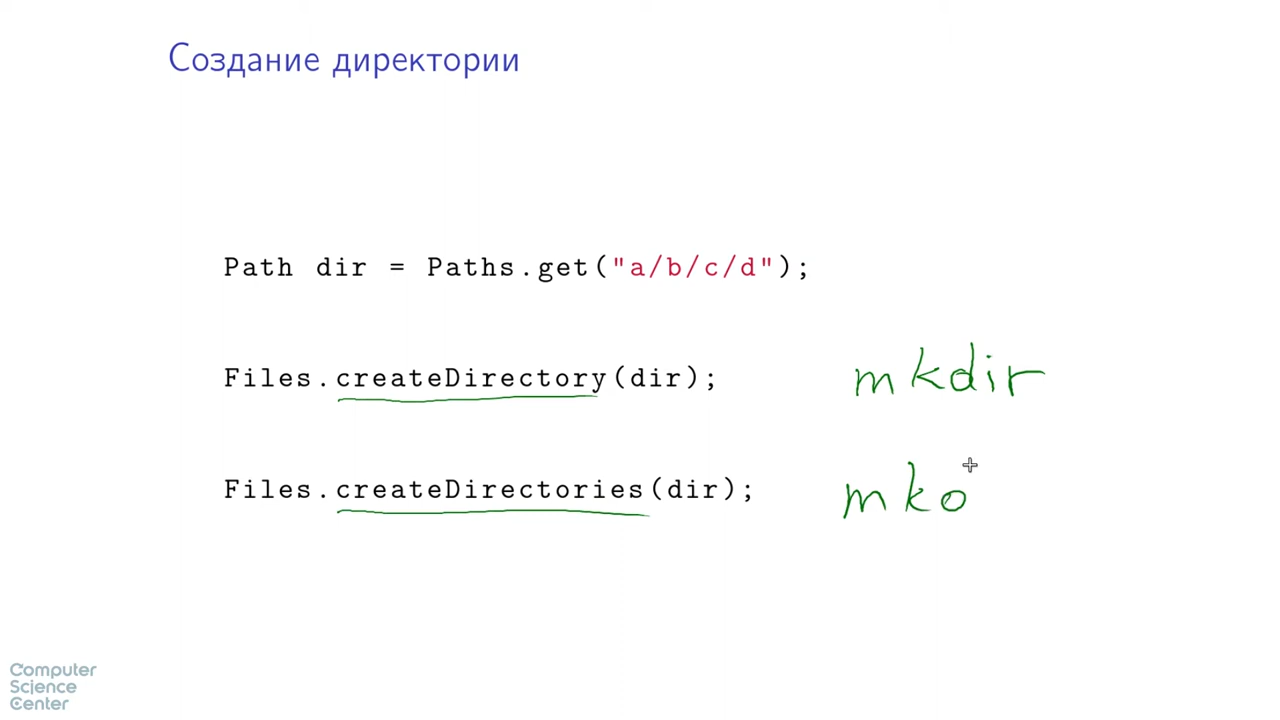 Создание директории
Path dir = Paths.get("a/b/c/d");
Files.createDirectory(dir); mkdir
Files.createDirectories(dir); mko
Computer
Science
Center